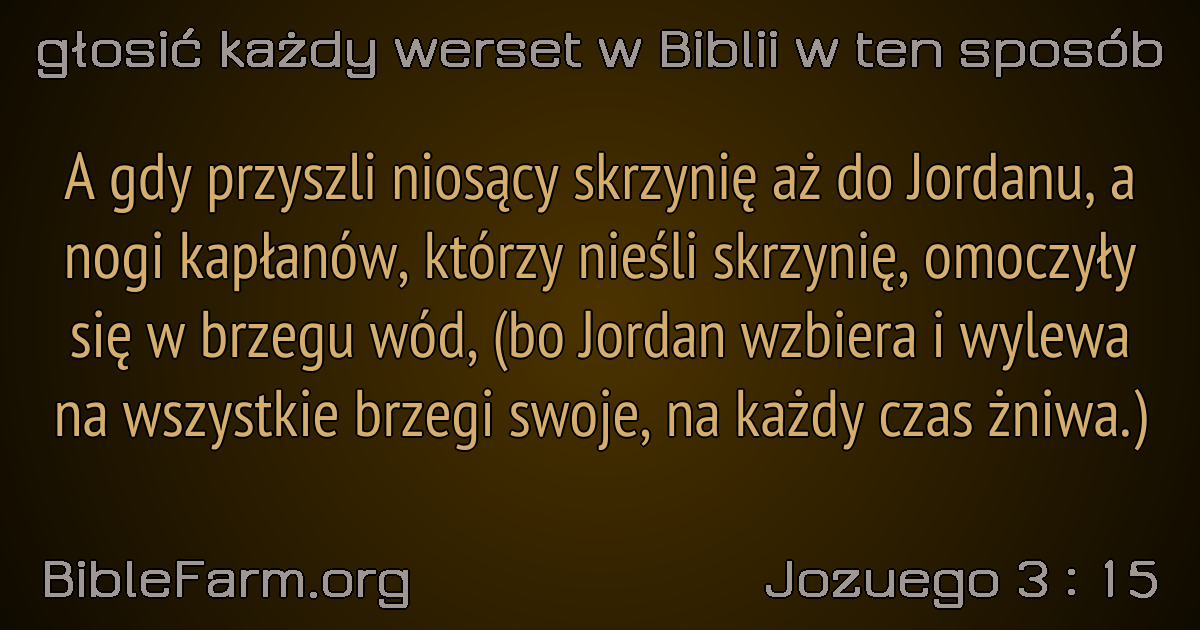 głosić każdy werset w Biblii w ten sposób
A gdy przyszli niosący skrzynię aż do Jordanu, a
nogi kapłanów, którzy nieśli skrzynię, omoczyły
się w brzegu wód, (bo Jordan wzbiera i wylewa
na wszystkie brzegi swoje, na każdy czas żniwa.)
BibleFarm.org
Jozuego 3 : 15